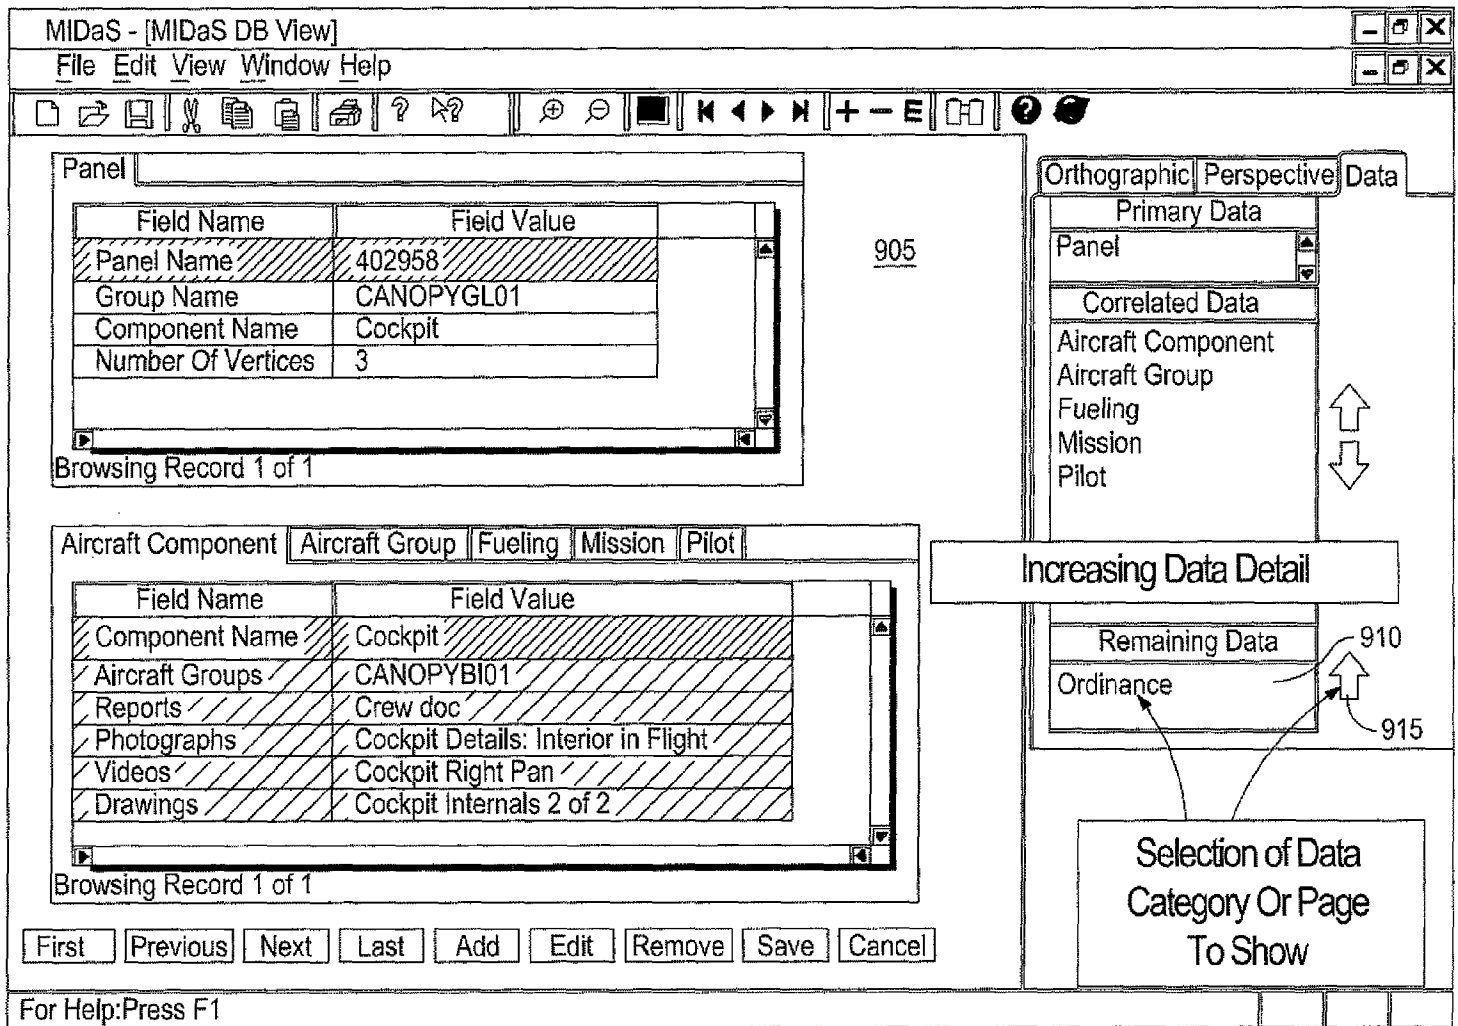 MIDaS - [MIDaS DB View]
File Edit View Window Help
Panel
Field Name Field Value
Panel Name 402958
Group Name CANOPYGL01
Component Name Cockpit
Number Of Vertices 3
Browsing Record 1 of 1
905
Orthographic Perspective Data
Primary Data
Panel
Correlated Data
Aircraft Component
Aircraft Group
Fueling
Mission
Pilot
Increasing Data Detail
Remaining Data
Ordinance
910
915
Aircraft Component Aircraft Group Fueling Mission Pilot
Field Name Field Value
Component Name Cockpit
Aircraft Groups CANOPYBI01
Reports Crew doc
Photographs Cockpit Details: Interior in Flight
Videos Cockpit Right Pan
Drawings Cockpit Internals 2 of 2
Browsing Record 1 of 1
Selection of Data
Category Or Page
To Show
First Previous Next Last Add Edit Remove Save Cancel
For Help:Press F1